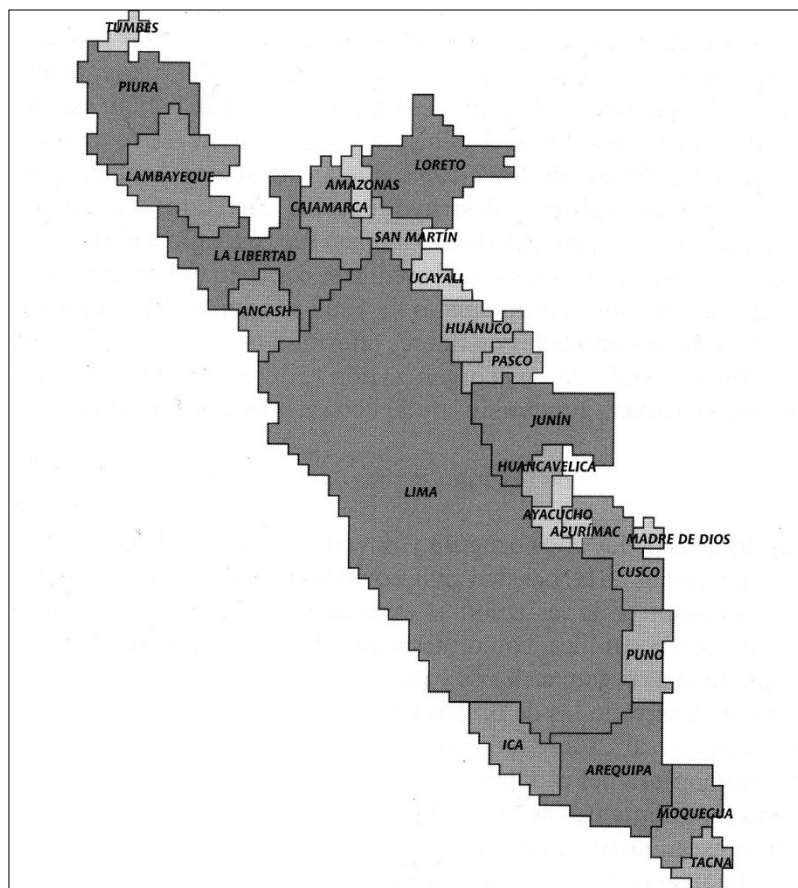 TUMBES
PIURA
LAMBAYEQUE
LORETO
AMAZONAS
CAJAMARCA
SAN MARTÍN
LA LIBERTAD
UCAYALI
ANCASH
HUÁNUCO
PASCO
JUNÍN
HUANCAVELICA
LIMA
AYACUCHO
APURÍMAC
MADRE DE DIOS
CUSCO
PUNO
ICA
AREQUIPA
MOQUEGUA
TACNA